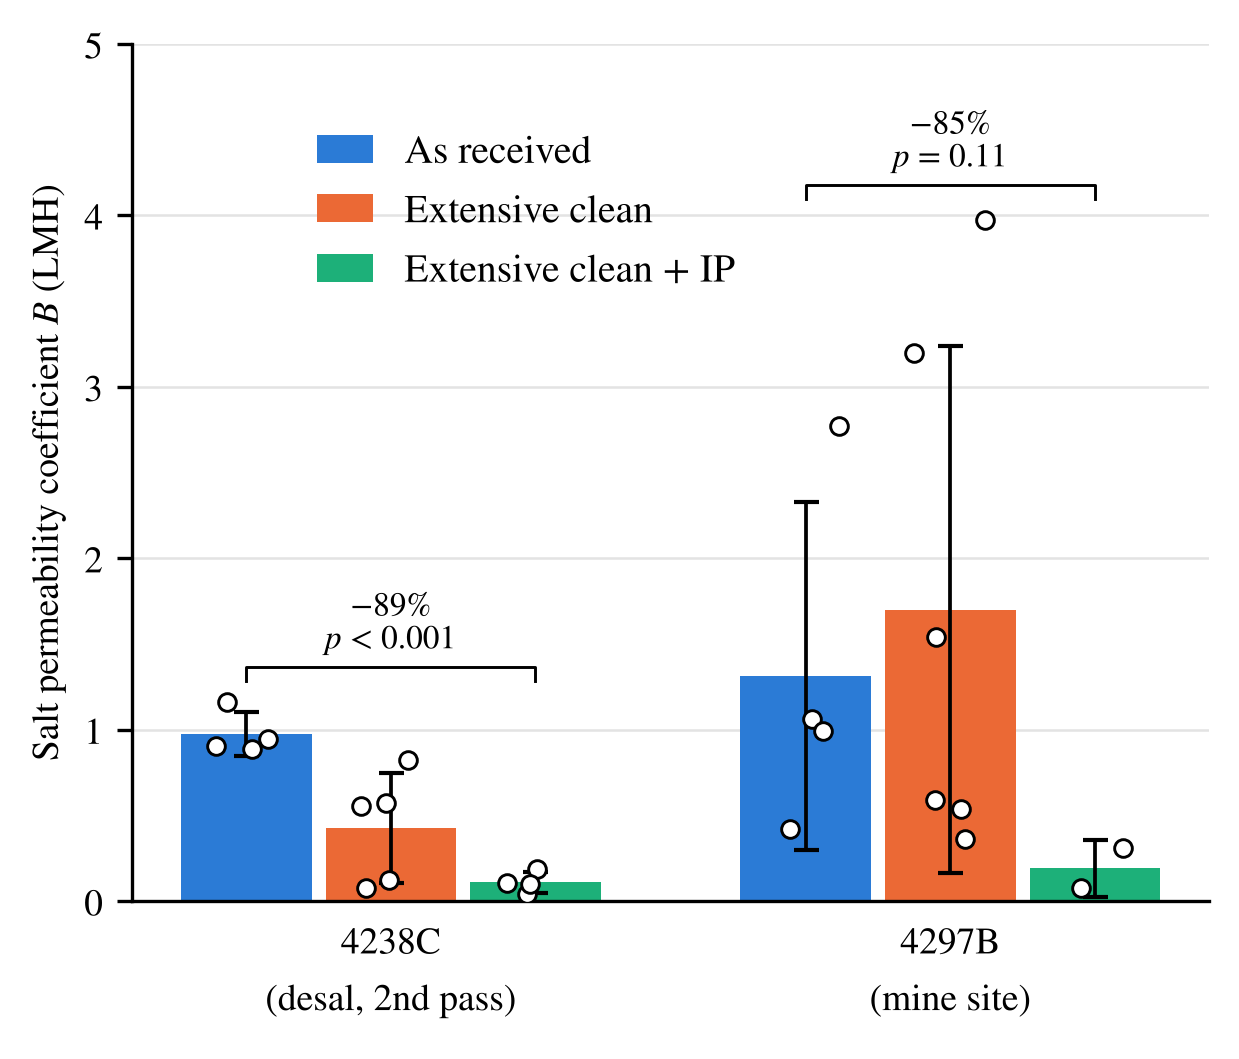 Salt permeability coefficient B (LMH)
5
4
3
2
1
0
As received
Extensive clean
Extensive clean + IP
−85%
p = 0.11
−89%
p < 0.001
4238C
(desal, 2nd pass)
4297B
(mine site)